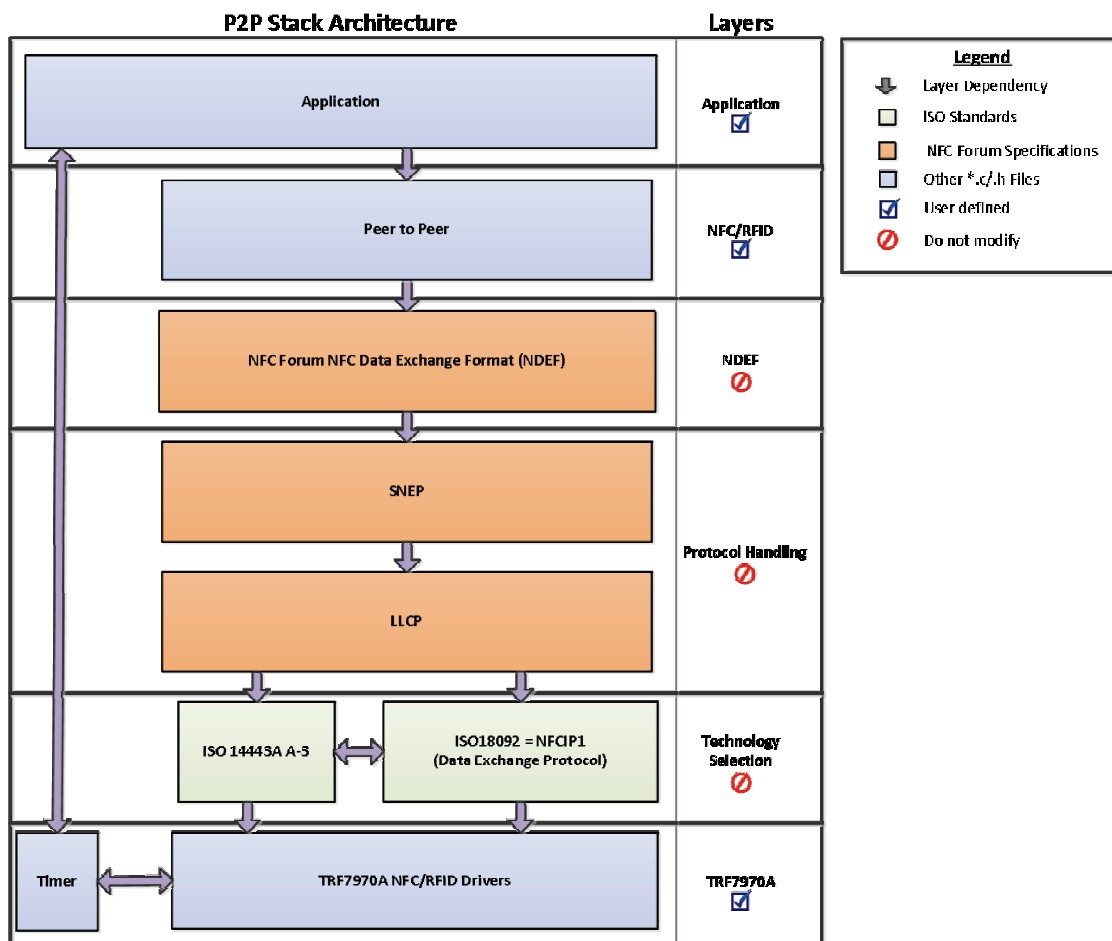 P2P Stack Architecture
Layers
Legend
Layer Dependency
ISO Standards
NFC Forum Specifications
Other *.c/.h Files
User defined
Do not modify
Application
Application
Peer to Peer
NFC/RFID
NFC Forum NFC Data Exchange Format (NDEF)
NDEF
SNEP
Protocol Handling
LLCP
ISO 14443A A-3
ISO18092 = NFCIP1
(Data Exchange Protocol)
Technology
Selection
Timer
TRF7970A NFC/RFID Drivers
TRF7970A